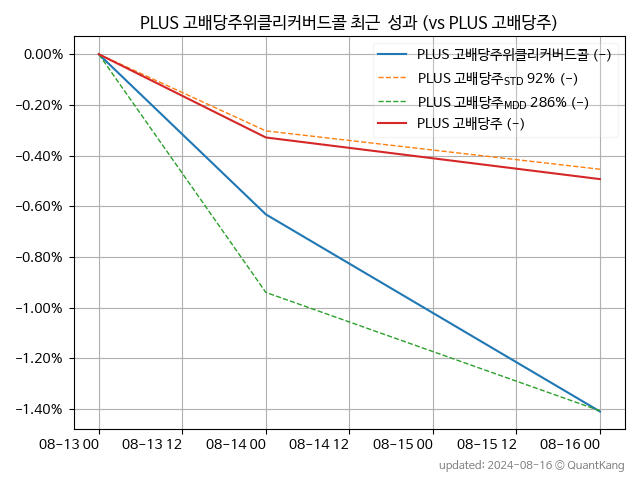 PLUS 고배당주위클리커버드콜 최근  성과 (vs PLUS 고배당주)
0.00%
−0.20%
−0.40%
−0.60%
−0.80%
−1.00%
−1.20%
−1.40%
PLUS 고배당주위클리커버드콜 (−)
PLUS 고배당주STD 92% (−)
PLUS 고배당주MDD 286% (−)
PLUS 고배당주 (−)
08−13 00 08−13 12 08−14 00 08−14 12 08−15 00 08−15 12 08−16 00
updated: 2024−08−16 © QuantKang